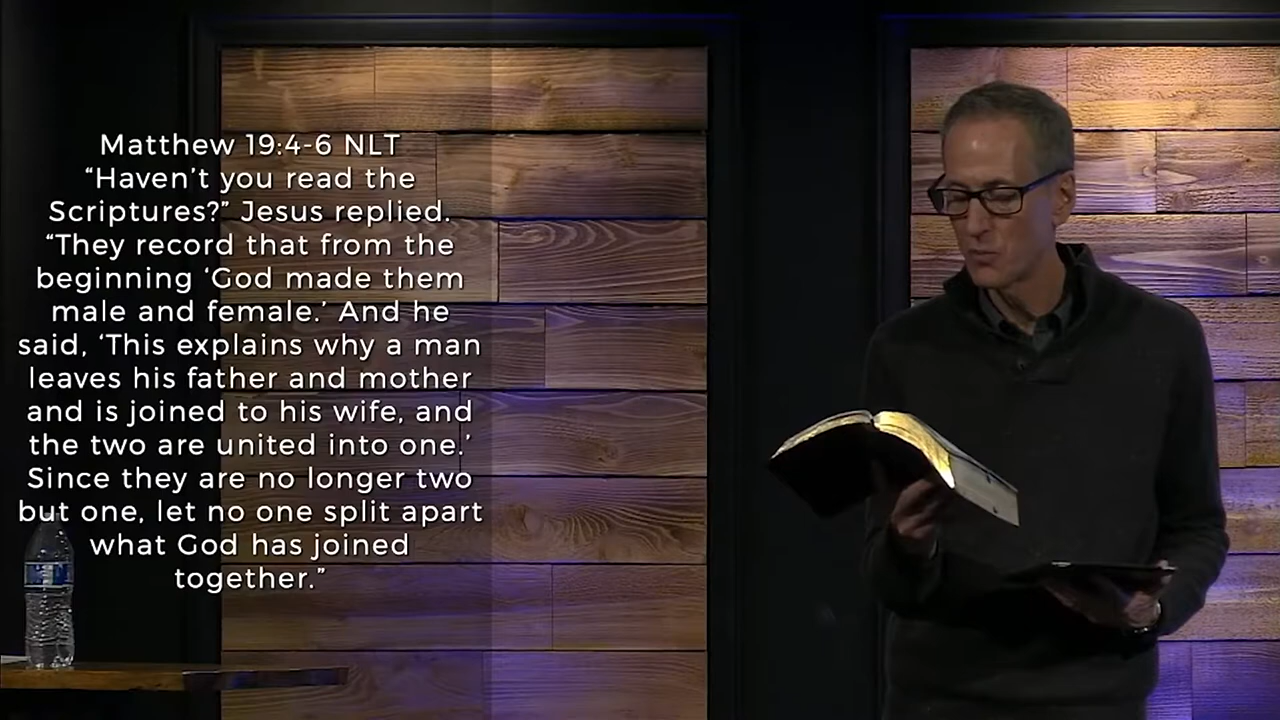 Matthew 19:4-6 NLT
“Haven’t you read the
Scriptures?” Jesus replied.
“They record that from the
beginning ‘God made them
male and female.’ And he
said, ‘This explains why a man
leaves his father and mother
and is joined to his wife, and
the two are united into one.’
Since they are no longer two
but one, let no one split apart
what God has joined
together.”